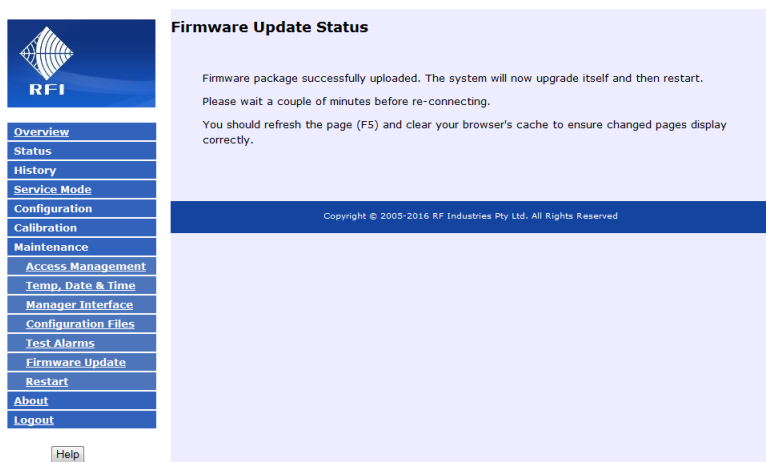 RFI
Overview
Status
History
Service Mode
Configuration
Calibration
Maintenance
Access Management
Temp, Date & Time
Manager Interface
Configuration Files
Test Alarms
Firmware Update
Restart
About
Logout
Help
Firmware Update Status
Firmware package successfully uploaded. The system will now upgrade itself and then restart.
Please wait a couple of minutes before re-connecting.
You should refresh the page (F5) and clear your browser's cache to ensure changed pages display
correctly.
Copyright © 2005-2016 RF Industries Pty Ltd. All Rights Reserved